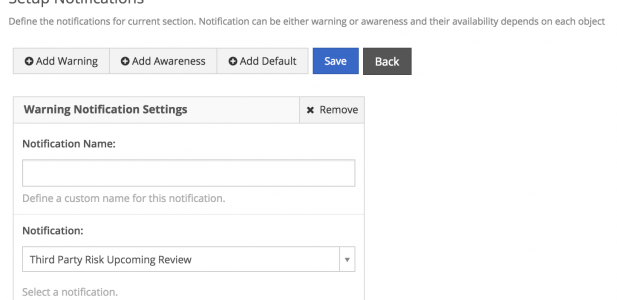 Setup Notifications
Define the notifications for current section. Notification can be either warning or awareness and their availability depends on each object
Add Warning Add Awareness Add Default Save Back
Warning Notification Settings Remove
Notification Name:
Define a custom name for this notification.
Notification:
Third Party Risk Upcoming Review
Select a notification.